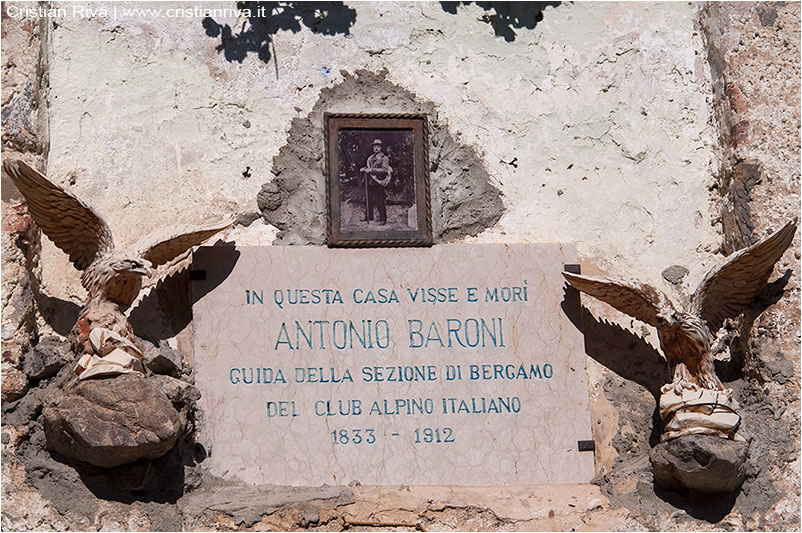 Cristian Riva | www.cristianriva.it
IN QUESTA CASA VISSE E MORÌ
ANTONIO BARONI
GUIDA DELLA SEZIONE DI BERGAMO
DEL CLUB ALPINO ITALIANO
1833 - 1912